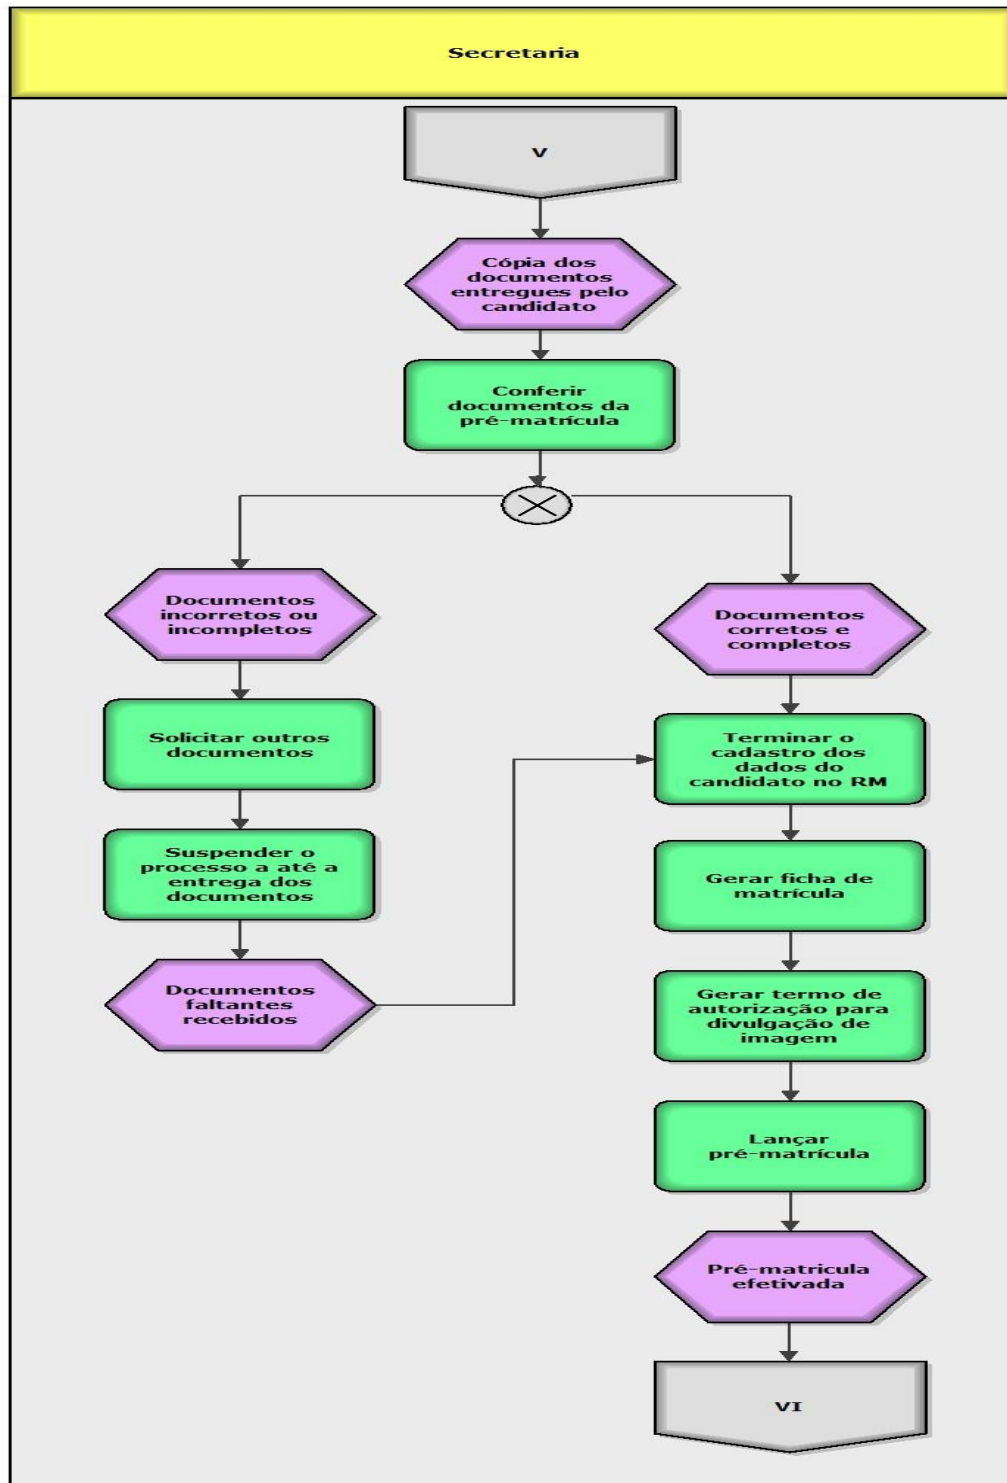 Secretaria
V
Cópia dos
documentos
entregues pelo
candidato
Conferir
documentos da
pré-matrícula
Documentos
incorretos ou
incompletos
Documentos
corretos e
completos
Solicitar outros
documentos
Terminar o
cadastro dos
dados do
candidato no RM
Suspender o
processo a até a
entrega dos
documentos
Gerar ficha de
matrícula
Documentos
faltantes
recebidos
Gerar termo de
autorização para
divulgação de
imagem
Lançar
pré-matrícula
Pré-matricula
efetivada
VI